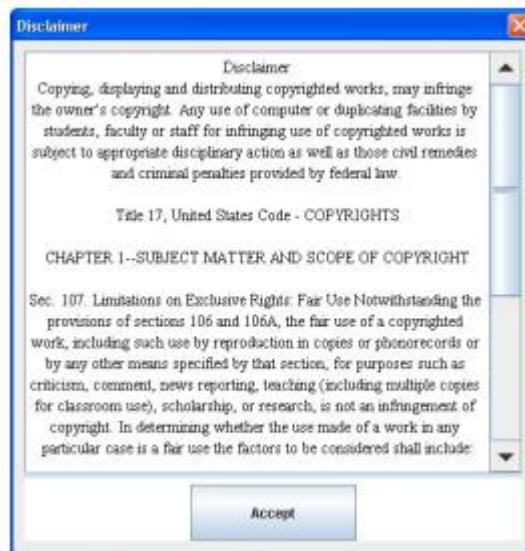 Disclaimer
Disclaimer
Copying, displaying and distributing copyrighted works, may infringe
the owner's copyright. Any use of computer or duplicating facilities by
students, faculty or staff for infringing use of copyrighted works is
subject to appropriate disciplinary action as well as those civil remedies
and criminal penalties provided by federal law.
Title 17, United States Code - COPYRIGHTS
CHAPTER 1--SUBJECT MATTER AND SCOPE OF COPYRIGHT
Sec. 107. Limitations on Exclusive Rights: Fair Use Notwithstanding the
provisions of sections 106 and 106A, the fair use of a copyrighted
work, including such use by reproduction in copies or phonorecords or
by any other means specified by that section, for purposes such as
criticism, comment, news reporting, teaching (including multiple copies
for classroom use), scholarship, or research, is not an infringement of
copyright. In determining whether the use made of a work in any
particular case is a fair use the factors to be considered shall include:
Accept